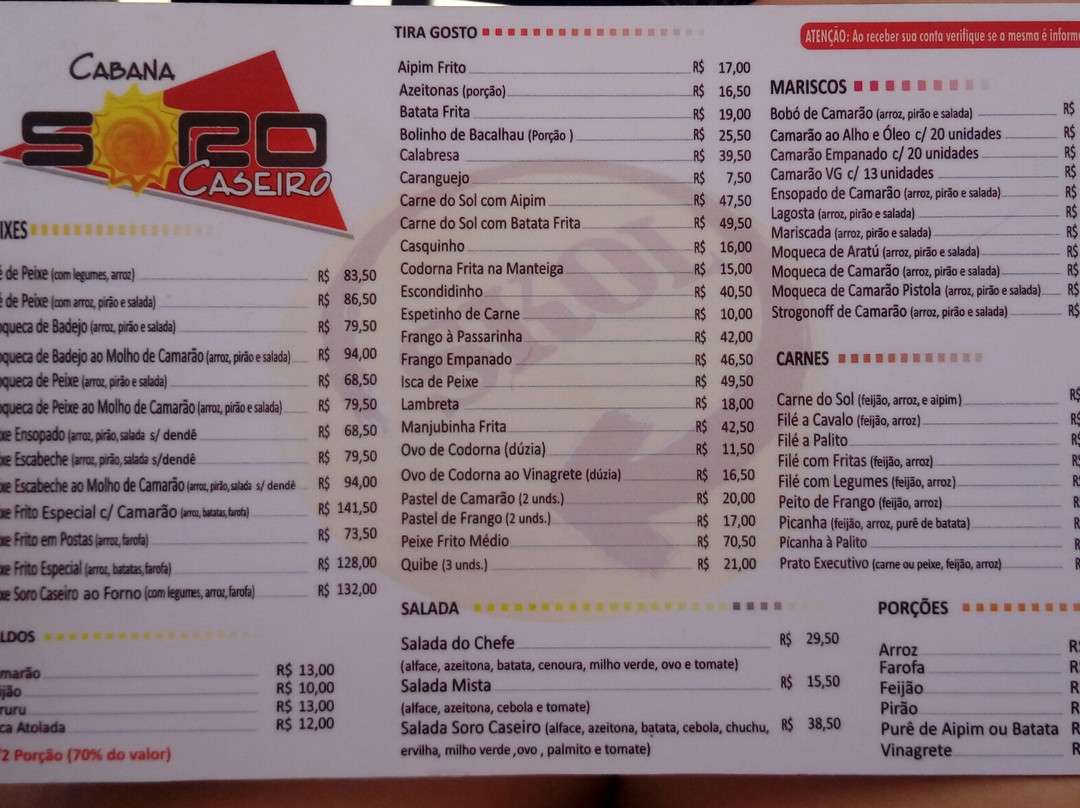 CABANA
SORO
CASEIRO
IXES
é de Peixe (com legumes, arroz) R$ 83,50
é de Peixe (com arroz, pirão e salada) R$ 86,50
oqueca de Badejo (arroz, pirão e salada) R$ 79,50
queca de Badejo ao Molho de Camarão (arroz, pirão e salada) R$ 94,00
queca de Peixe (arroz, pirão e salada) R$ 68,50
queca de Peixe ao Molho de Camarão (arroz, pirão e salada) R$ 79,50
xe Ensopado (arroz, pirão, salada s/ dendê R$ 68,50
xe Escabeche (arroz, pirão, salada s/dendê R$ 79,50
xe Escabeche ao Molho de Camarão (arroz, pirão, salada s/ dendê R$ 94,00
xe Frito Especial c/ Camarão (arroz, batatas, farofa) R$ 141,50
xe Frito em Postas (arroz, farofa) R$ 73,50
xe Frito Especial (arroz, batatas, farofa) R$ 128,00
xe Soro Caseiro ao Forno (com legumes, arroz, farofa) R$ 132,00
LDOS
marão R$ 13,00
ijão R$ 10,00
ruru R$ 13,00
ca Atolada R$ 12,00
/2 Porção (70% do valor)
TIRA GOSTO
Aipim Frito R$ 17,00
Azeitonas (porção) R$ 16,50
Batata Frita R$ 19,00
Bolinho de Bacalhau (Porção ) R$ 25,50
Calabresa R$ 39,50
Caranguejo R$ 7,50
Carne do Sol com Aipim R$ 47,50
Carne do Sol com Batata Frita R$ 49,50
Casquinho R$ 16,00
Codorna Frita na Manteiga R$ 15,00
Escondidinho R$ 40,50
Espetinho de Carne R$ 10,00
Frango à Passarinha R$ 42,00
Frango Empanado R$ 46,50
Isca de Peixe R$ 49,50
Lambreta R$ 18,00
Manjubinha Frita R$ 42,50
Ovo de Codorna (dúzia) R$ 11,50
Ovo de Codorna ao Vinagrete (dúzia) R$ 16,50
Pastel de Camarão (2 unds.) R$ 20,00
Pastel de Frango (2 unds.) R$ 17,00
Peixe Frito Médio R$ 70,50
Quibe (3 unds.) R$ 21,00
SKOL
SALADA
Salada do Chefe R$ 29,50
(alface, azeitona, batata, cenoura, milho verde, ovo e tomate)
Salada Mista R$ 15,50
(alface, azeitona, cebola e tomate)
Salada Soro Caseiro (alface, azeitona, batata, cebola, chuchu, R$ 38,50
ervilha, milho verde ,ovo , palmito e tomate)
ATENÇÃO: Ao receber sua conta verifique se a mesma é inform
MARISCOS
Bobó de Camarão (arroz, pirão e salada) R$
Camarão ao Alho e Óleo c/ 20 unidades R$
Camarão Empanado c/ 20 unidades R$
Camarão VG c/ 13 unidades R$
Ensopado de Camarão (arroz, pirão e salada) R$
Lagosta (arroz, pirão e salada) R$
Mariscada (arroz, pirão e salada) R$
Moqueca de Aratú (arroz, pirão e salada) R$
Moqueca de Camarão (arroz, pirão e salada) R$
Moqueca de Camarão Pistola (arroz, pirão e salada) R$
Strogonoff de Camarão (arroz, pirão e salada) R$
CARNES
Carne do Sol (feijão, arroz, e aipim ) R$
Filé a Cavalo (feijão, arroz) R$
Filé a Palito R$
Filé com Fritas (feijão, arroz) R$
Filé com Legumes (feijão, arroz) R
Peito de Frango (feijão, arroz) R
Picanha (feijão, arroz, purê de batata) R
Picanha à Palito R
Prato Executivo (carne ou peixe, feijão, arroz) R
PORÇÕES
Arroz R
Farofa R
Feijão R
Pirão R
Purê de Aipim ou Batata R
Vinagrete R